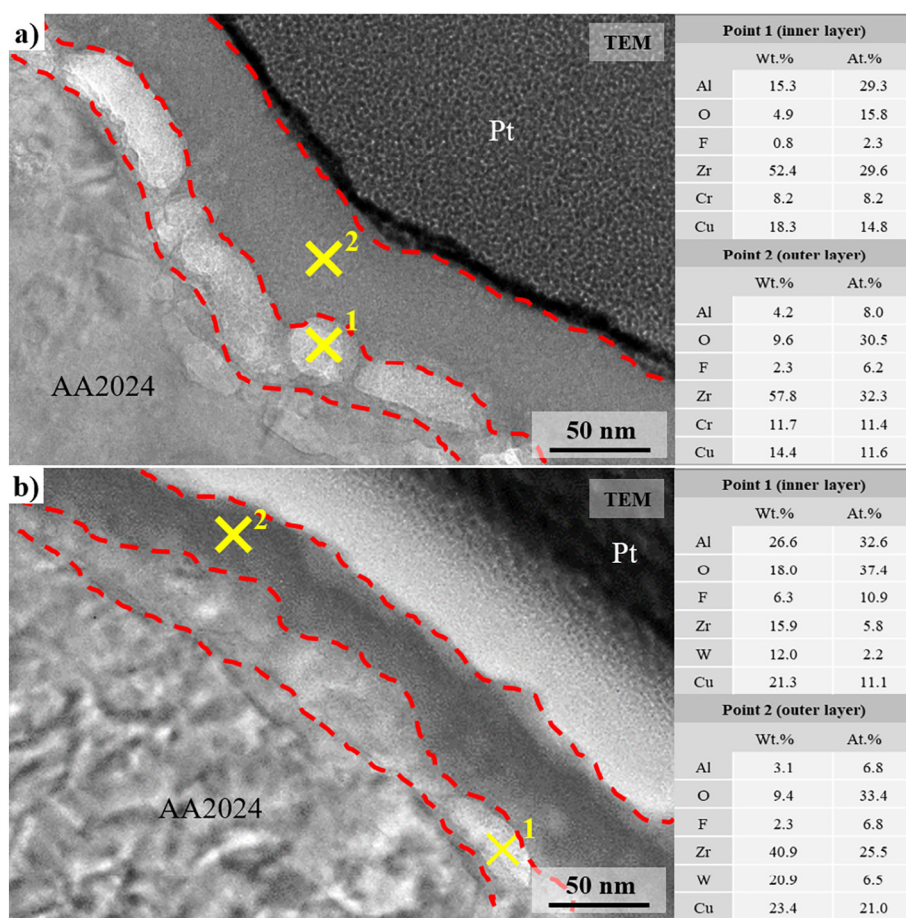 a)
TEM
Pt
2
1
AA2024
50 nm
Point 1 (inner layer)
Wt.% At.%
Al 15.3 29.3
O 4.9 15.8
F 0.8 2.3
Zr 52.4 29.6
Cr 8.2 8.2
Cu 18.3 14.8
Point 2 (outer layer)
Wt.% At.%
Al 4.2 8.0
O 9.6 30.5
F 2.3 6.2
Zr 57.8 32.3
Cr 11.7 11.4
Cu 14.4 11.6
b)
TEM
2
Pt
AA2024
1
50 nm
Point 1 (inner layer)
Wt.% At.%
Al 26.6 32.6
O 18.0 37.4
F 6.3 10.9
Zr 15.9 5.8
W 12.0 2.2
Cu 21.3 11.1
Point 2 (outer layer)
Wt.% At.%
Al 3.1 6.8
O 9.4 33.4
F 2.3 6.8
Zr 40.9 25.5
W 20.9 6.5
Cu 23.4 21.0